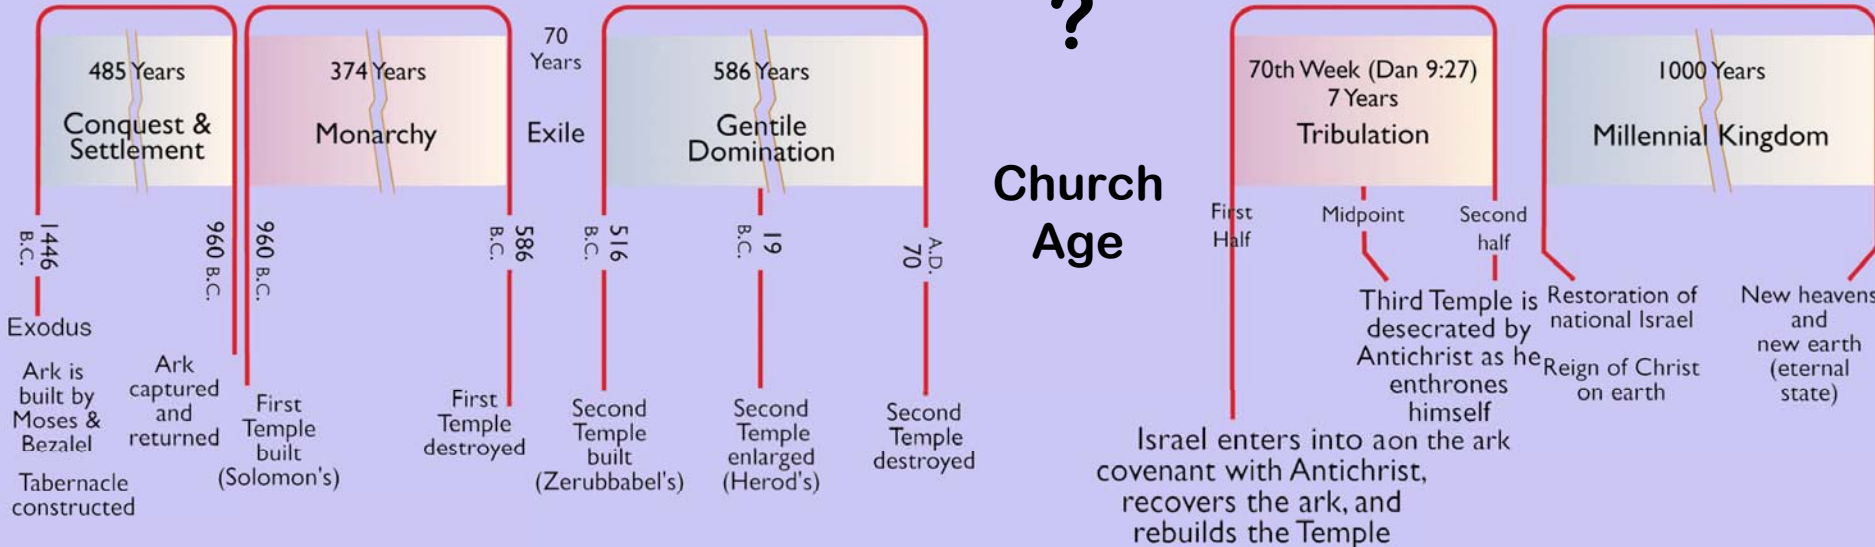 485 Years
Conquest &
Settlement
374 Years
Monarchy
70
Years
Exile
586 Years
Gentile
Domination
?
Church
Age
70th Week (Dan 9:27)
7 Years
Tribulation
1000 Years
Millennial Kingdom
1446
B.C.
960 B.C.
960 B.C.
586
B.C.
516
B.C.
19
B.C.
A.D.
70
First
Half
Midpoint
Second
half
Exodus
Ark is
built by
Moses &
Bezalel
Tabernacle
constructed
Ark
captured
and
returned
First
Temple
built
(Solomon's)
First
Temple
destroyed
Second
Temple
built
(Zerubbabel's)
Second
Temple
enlarged
(Herod's)
Second
Temple
destroyed
Third Temple is
desecrated by
Antichrist as he
enthrones
himself
on the ark
Israel enters into a
covenant with Antichrist,
recovers the ark, and
rebuilds the Temple
Restoration of
national Israel
Reign of Christ
on earth
New heavens
and
new earth
(eternal
state)